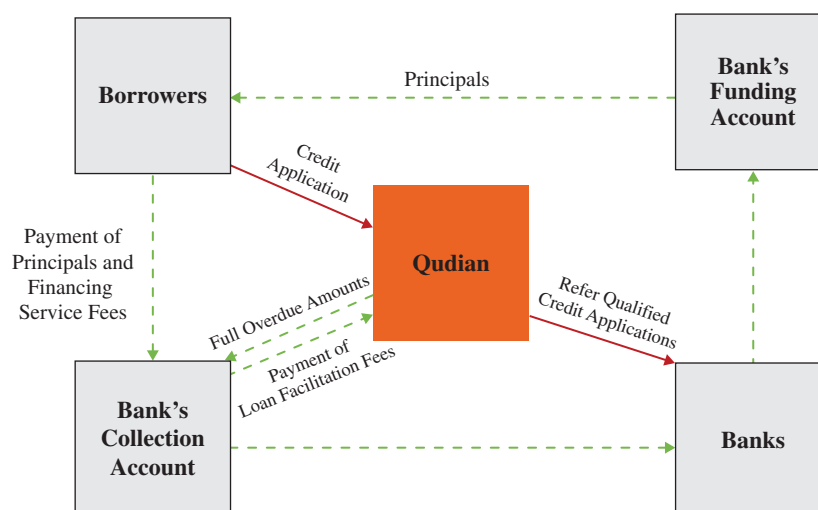 Borrowers
Principals
Bank’s
Funding
Account
Credit
Application
Qudian
Payment of
Principals and
Financing
Service Fees
Full Overdue Amounts
Payment of
Loan Facilitation Fees
Refer Qualified
Credit Applications
Bank’s
Collection
Account
Banks